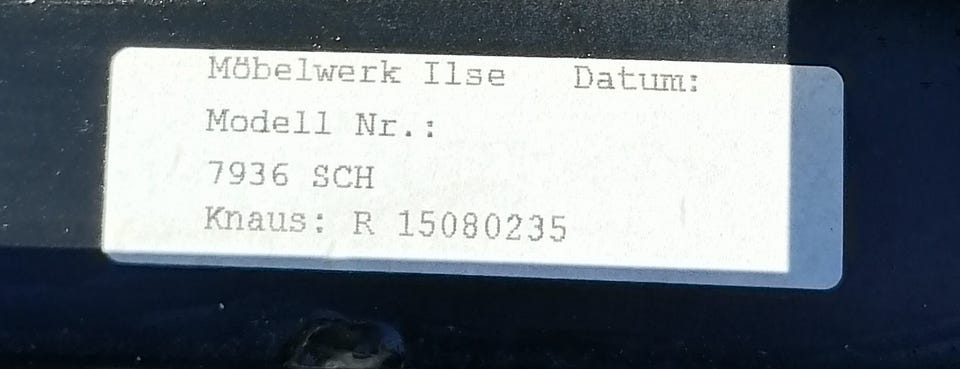 Möbelwerk Ilse Datum:
Modell Nr.:
7936 SCH
Knaus: R 15080235